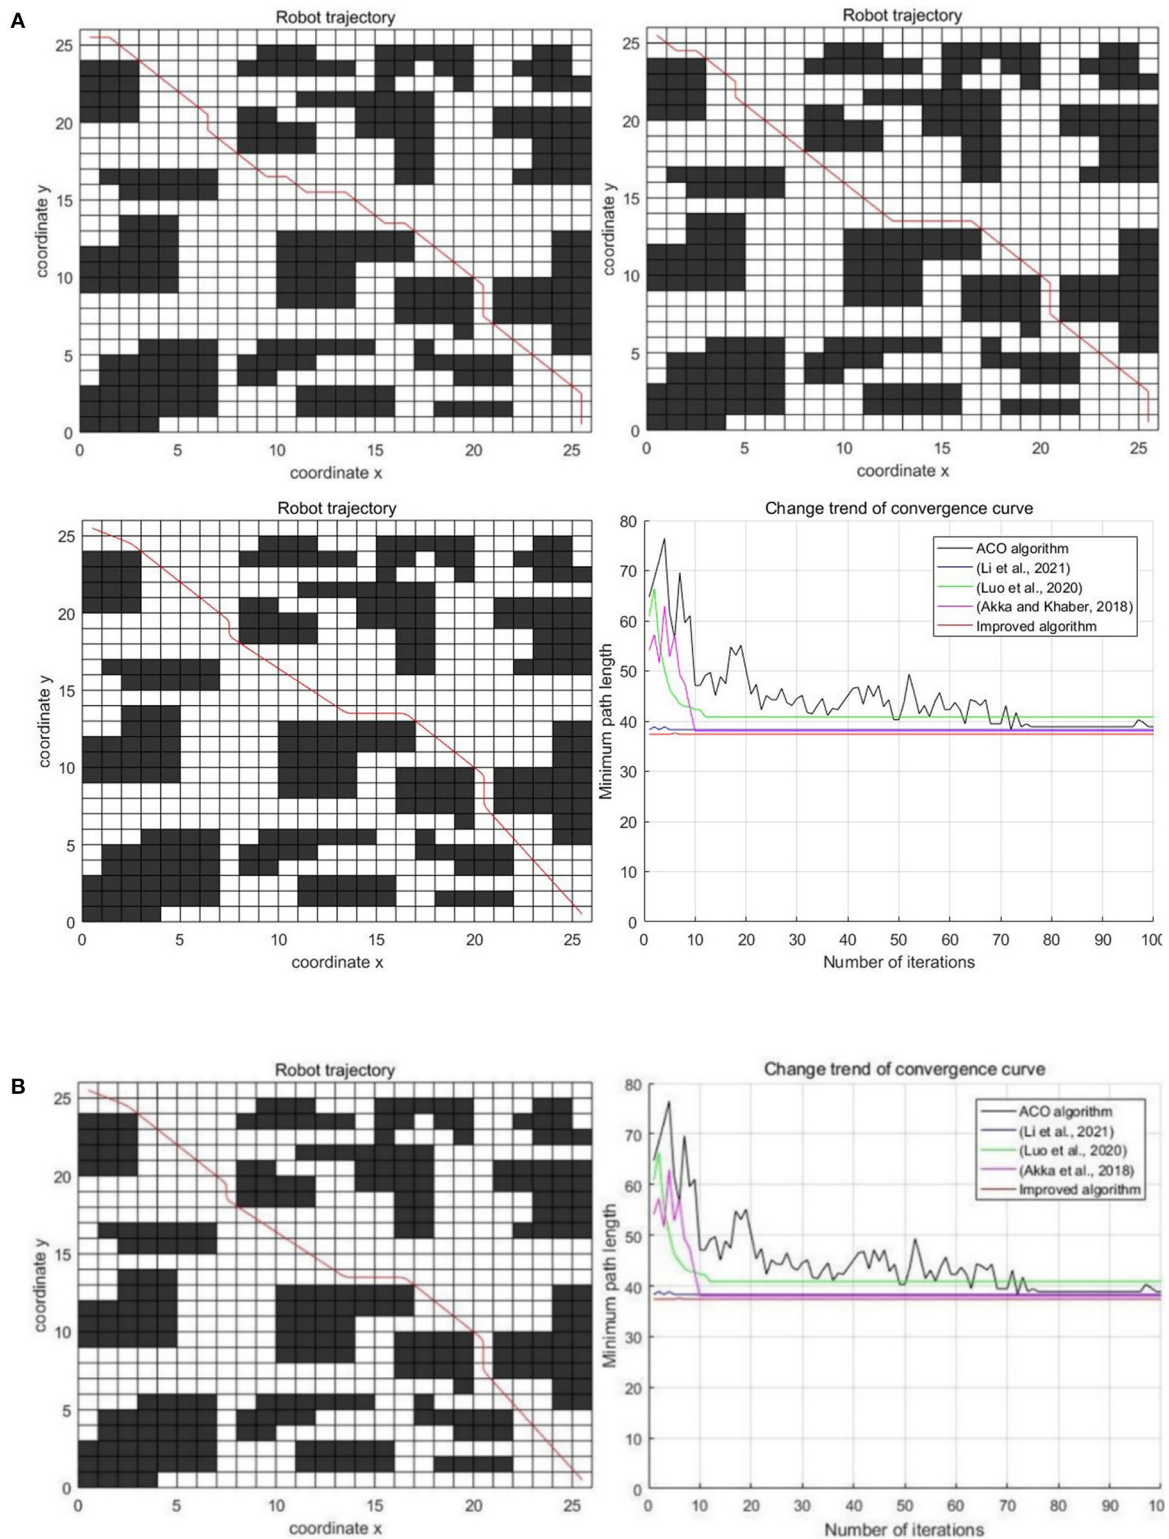 A
Robot trajectory
25
20
15
10
5
0
coordinate y
0 5 10 15 20 25
coordinate x
Robot trajectory
25
20
15
10
5
0
coordinate y
0 5 10 15 20 25
coordinate x
Robot trajectory
25
20
15
10
5
0
coordinate y
0 5 10 15 20 25
coordinate x
Change trend of convergence curve
80
70
60
50
40
30
20
10
0
Minimum path length
ACO algorithm
(Li et al., 2021)
(Luo et al., 2020)
(Akka and Khaber, 2018)
Improved algorithm
0 10 20 30 40 50 60 70 80 90 100
Number of iterations
B
Robot trajectory
25
20
15
10
5
0
coordinate y
0 5 10 15 20 25
coordinate x
Change trend of convergence curve
80
70
60
50
40
30
20
10
0
Minimum path length
ACO algorithm
(Li et al., 2021)
(Luo et al., 2020)
(Akka et al., 2018)
Improved algorithm
0 10 20 30 40 50 60 70 80 90 100
Number of iterations